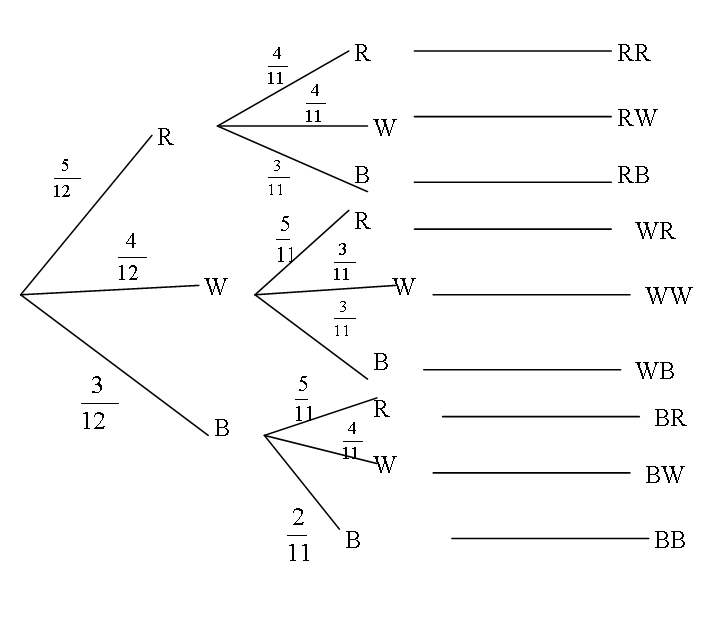 4/11 R RR
4/11 W RW
5/12 R 3/11 B RB
5/11 R WR
4/12 W 3/11 W WW
3/11 B WB
3/12 B 5/11 R BR
4/11 W BW
2/11 B BB